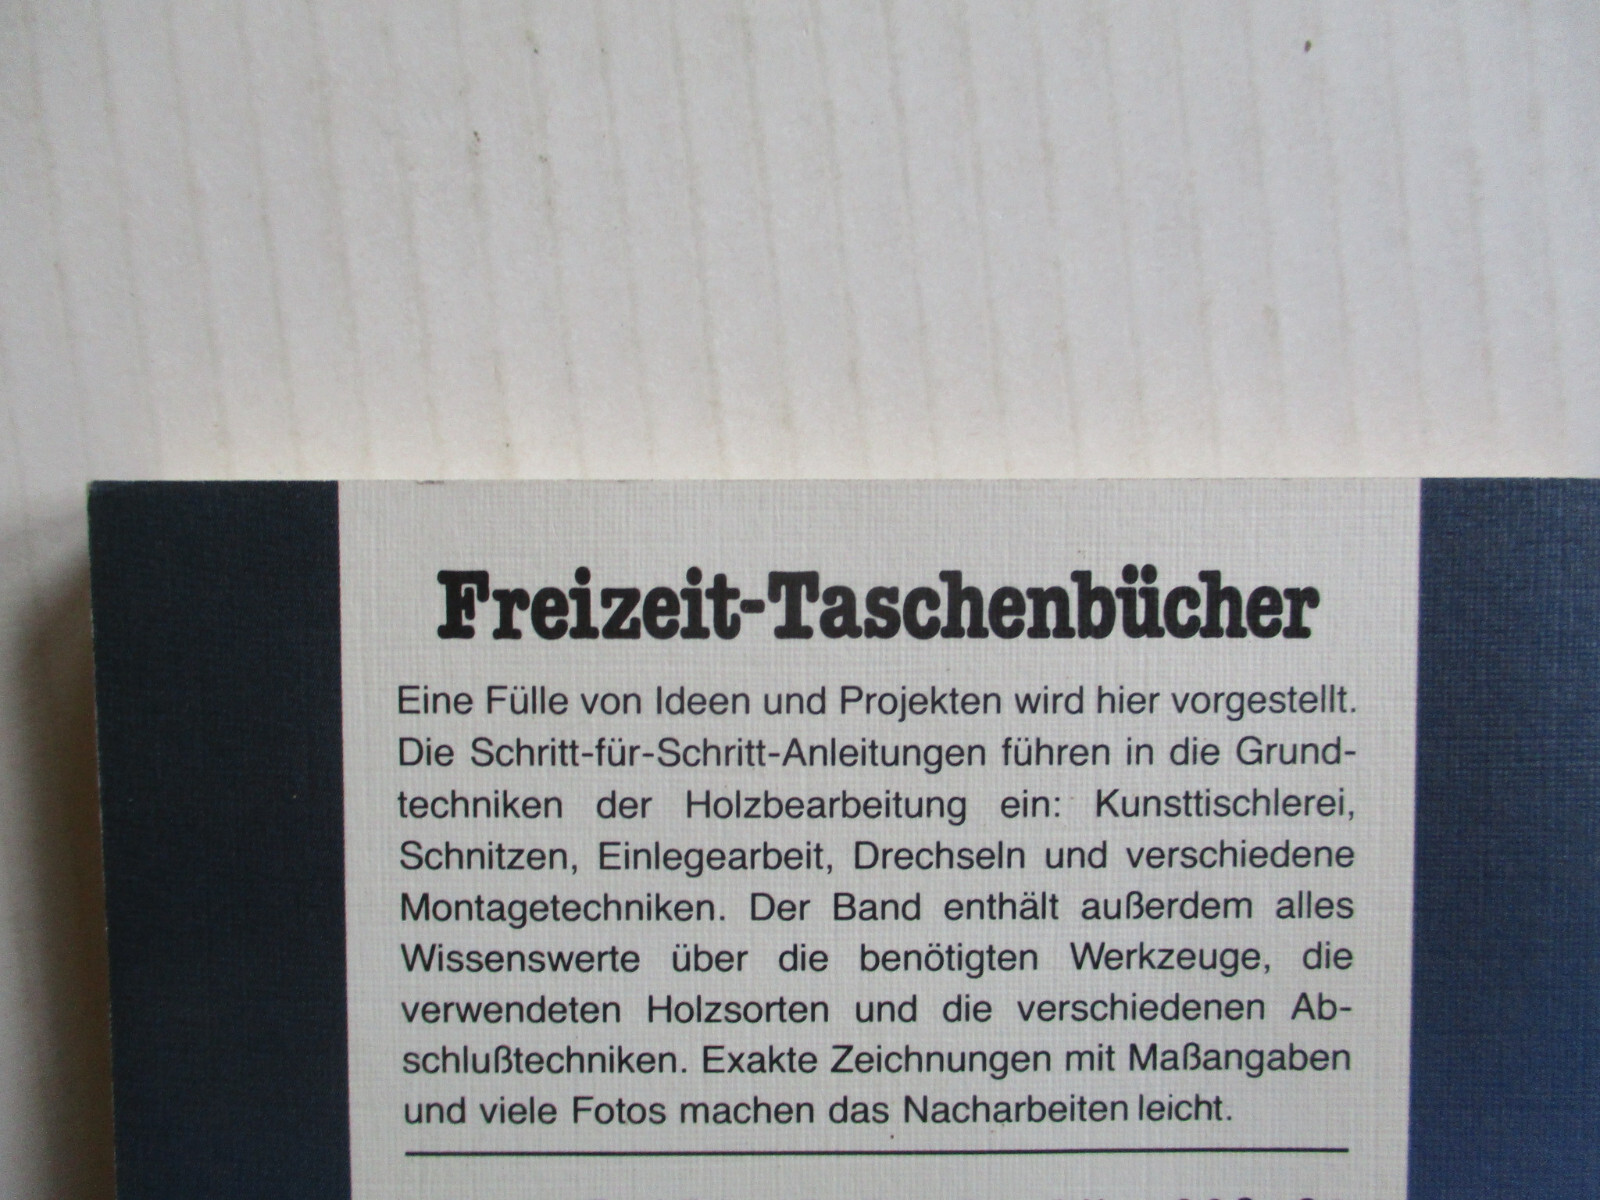 Freizeit-Taschenbücher
Eine Fülle von Ideen und Projekten wird hier vorgestellt.
Die Schritt-für-Schritt-Anleitungen führen in die Grund-
techniken der Holzbearbeitung ein: Kunsttischlerei,
Schnitzen, Einlegearbeit, Drechseln und verschiedene
Montagetechniken. Der Band enthält außerdem alles
Wissenswerte über die benötigten Werkzeuge, die
verwendeten Holzsorten und die verschiedenen Ab-
schlußtechniken. Exakte Zeichnungen mit Maßangaben
und viele Fotos machen das Nacharbeiten leicht.